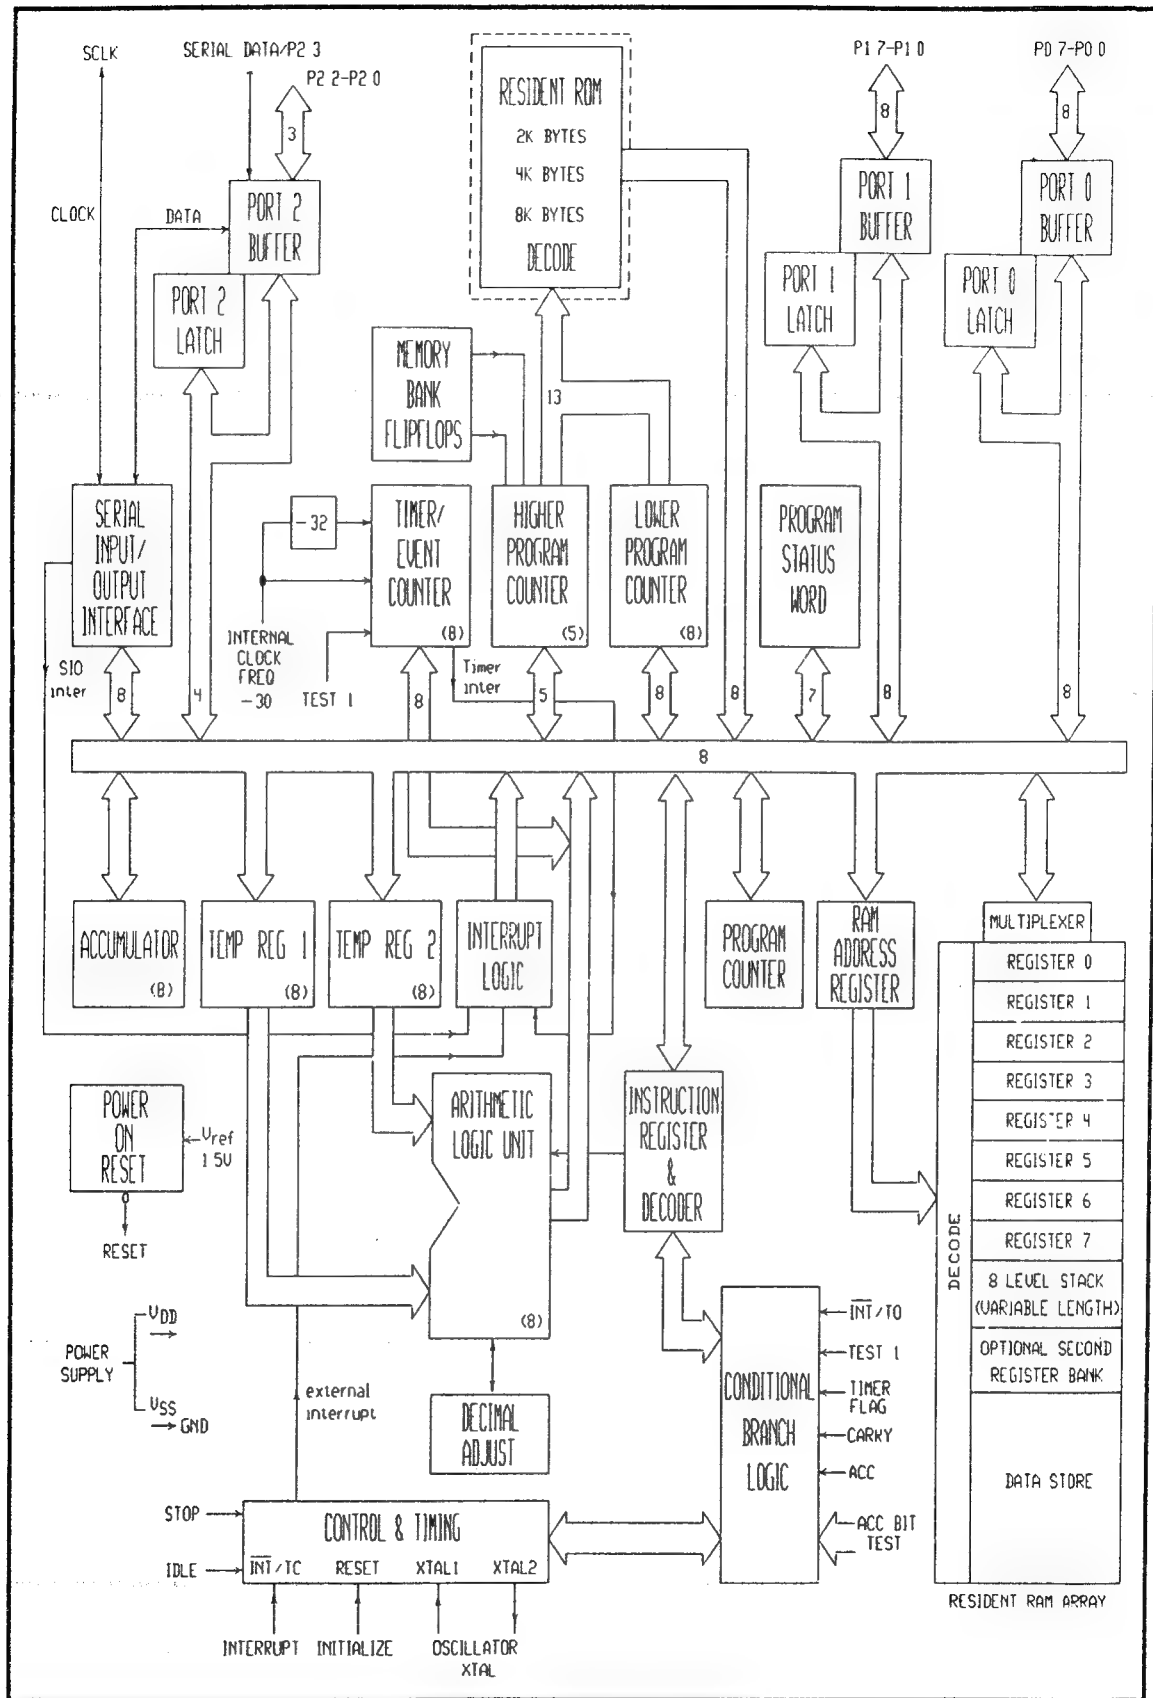 SCLK
SERIAL DATA/P2 3
P2 2-P2 0
3
CLOCK
DATA
PORT 2
BUFFER
PORT 2
LATCH
RESIDENT ROM
2K BYTES
4K BYTES
8K BYTES
DECODE
P1 7-P1 0
8
PORT 1
BUFFER
PORT 1
LATCH
P0 7-P0 0
8
PORT 0
BUFFER
PORT 0
LATCH
MEMORY
BANK
FLIPFLOPS
13
SERIAL
INPUT/
OUTPUT
INTERFACE
-32
TIMER/
EVENT
COUNTER
(8)
HIGHER
PROGRAM
COUNTER
(5)
LOWER
PROGRAM
COUNTER
(8)
PROGRAM
STATUS
WORD
INTERNAL
CLOCK
FREQ
-30
TEST 1
SIO
inter
Timer
inter
8
4
8
5
8
8
7
8
8
8
ACCUMULATOR
(8)
TEMP REG 1
(8)
TEMP REG 2
(8)
INTERRUPT
LOGIC
PROGRAM
COUNTER
RAM
ADDRESS
REGISTER
MULTIPLEXER
REGISTER 0
REGISTER 1
REGISTER 2
REGISTER 3
REGISTER 4
REGISTER 5
REGISTER 6
REGISTER 7
8 LEVEL STACK
(VARIABLE LENGTH)
OPTIONAL SECOND
REGISTER BANK
DATA STORE
DECODE
RESIDENT RAM ARRAY
POWER
ON
RESET
Vref
1 5V
RESET
ARITHMETIC
LOGIC UNIT
(8)
INSTRUCTION
REGISTER
&
DECODER
POWER
SUPPLY
VDD
VSS
GND
external
interrupt
DECIMAL
ADJUST
CONDITIONAL
BRANCH
LOGIC
INT/TO
TEST 1
TIMER
FLAG
CARKY
ACC
ACC BIT
TEST
STOP
IDLE
CONTROL & TIMING
INT/TC
RESET
XTAL1
XTAL2
INTERRUPT
INITIALIZE
OSCILLATOR
XTAL